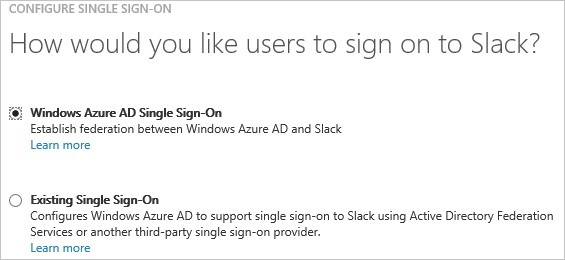 CONFIGURE SINGLE SIGN-ON
How would you like users to sign on to Slack?
Windows Azure AD Single Sign-On
Establish federation between Windows Azure AD and Slack
Learn more
Existing Single Sign-On
Configures Windows Azure AD to support single sign-on to Slack using Active Directory Federation
Services or another third-party single sign-on provider.
Learn more